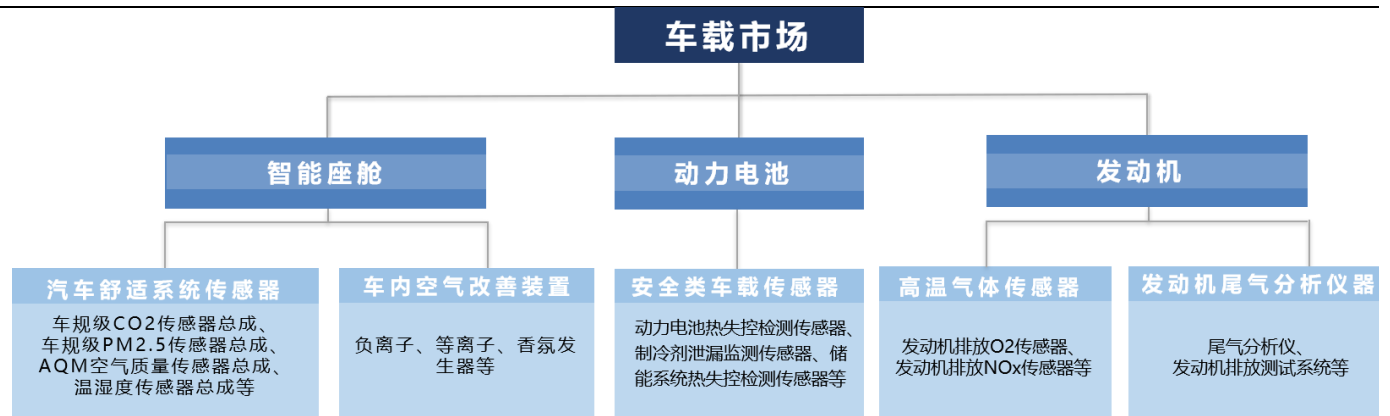 车载市场
智能座舱
动力电池
发动机
汽车舒适系统传感器
车规级CO2传感器总成、
车规级PM2.5传感器总成、
AQM空气质量传感器总成、
温湿度传感器总成等
车内空气改善装置
负离子、等离子、香氛发
生器等
安全类车载传感器
动力电池热失控检测传感器、
制冷剂泄漏监测传感器、储
能系统热失控检测传感器等
高温气体传感器
发动机排放O2传感器、
发动机排放NOx传感器等
发动机尾气分析仪器
尾气分析仪、
发动机排放测试系统等